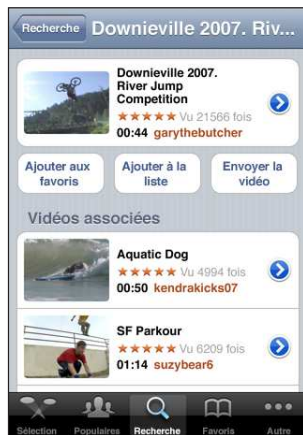 Recherche Downieville 2007. Riv...
Downieville 2007.
River Jump
Competition
Vu 21566 fois
00:44 garythebutcher
Ajouter aux
favoris
Ajouter à la
liste
Envoyer la
vidéo
Vidéos associées
Aquatic Dog
Vu 4994 fois
00:50 kendrakicks07
SF Parkour
Vu 6209 fois
01:14 suzybear6
Sélection Populaires Recherche Favoris Autre